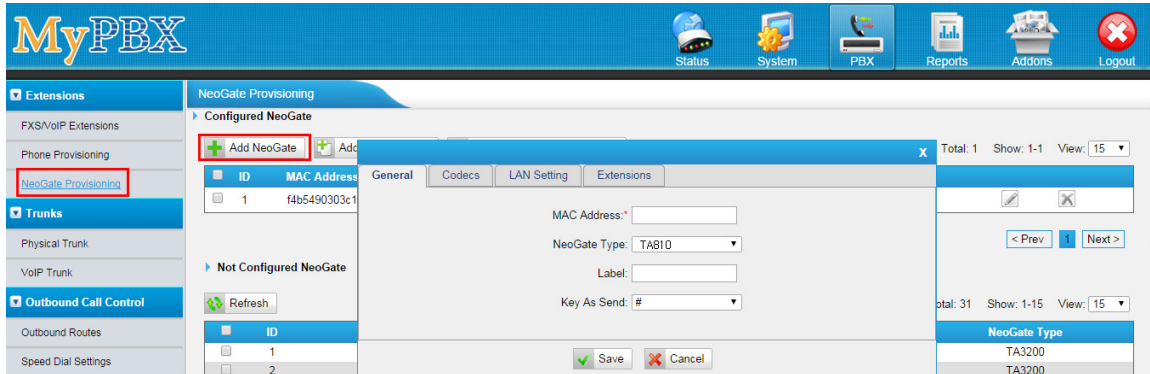 MyPBX
Status System PBX Reports Addons Logout
Extensions
FXS/VoIP Extensions
Phone Provisioning
NeoGate Provisioning
Trunks
Physical Trunk
VoIP Trunk
Outbound Call Control
Outbound Routes
Speed Dial Settings
NeoGate Provisioning
Configured NeoGate
Add NeoGate Add
Total: 1 Show: 1-1 View: 15
ID MAC Address
1 f4b5490303c1
< Prev 1 Next >
X
General Codecs LAN Setting Extensions
MAC Address:*
NeoGate Type: TA810
Label:
Key As Send: #
Save Cancel
Not Configured NeoGate
Refresh
otal: 31 Show: 1-15 View: 15
ID NeoGate Type
1 TA3200
2 TA3200